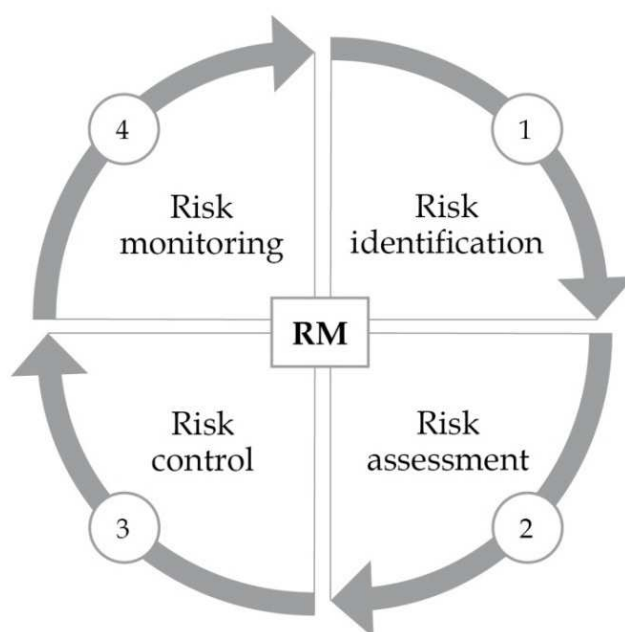 1
Risk
identification
2
Risk
assessment
3
Risk
control
4
Risk
monitoring
RM